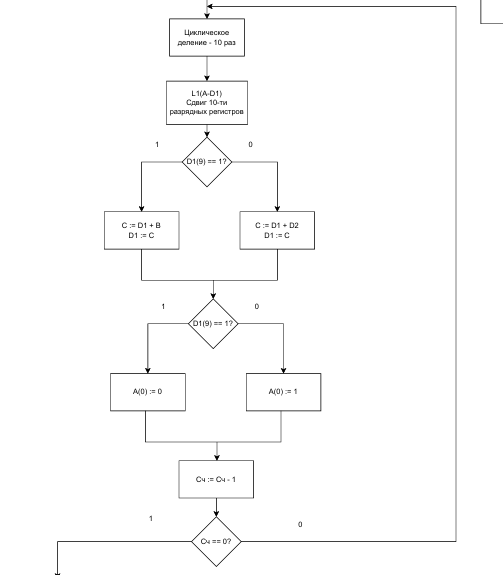 Циклическое
деление - 10 раз
L1(A-D1)
Сдвиг 10-ти
разрядных регистров
1
0
D1(9) == 1?
C := D1 + B
D1 := C
C := D1 + D2
D1 := C
1
0
D1(9) == 1?
A(0) := 0
A(0) := 1
Сч := Сч - 1
1
0
Сч == 0?